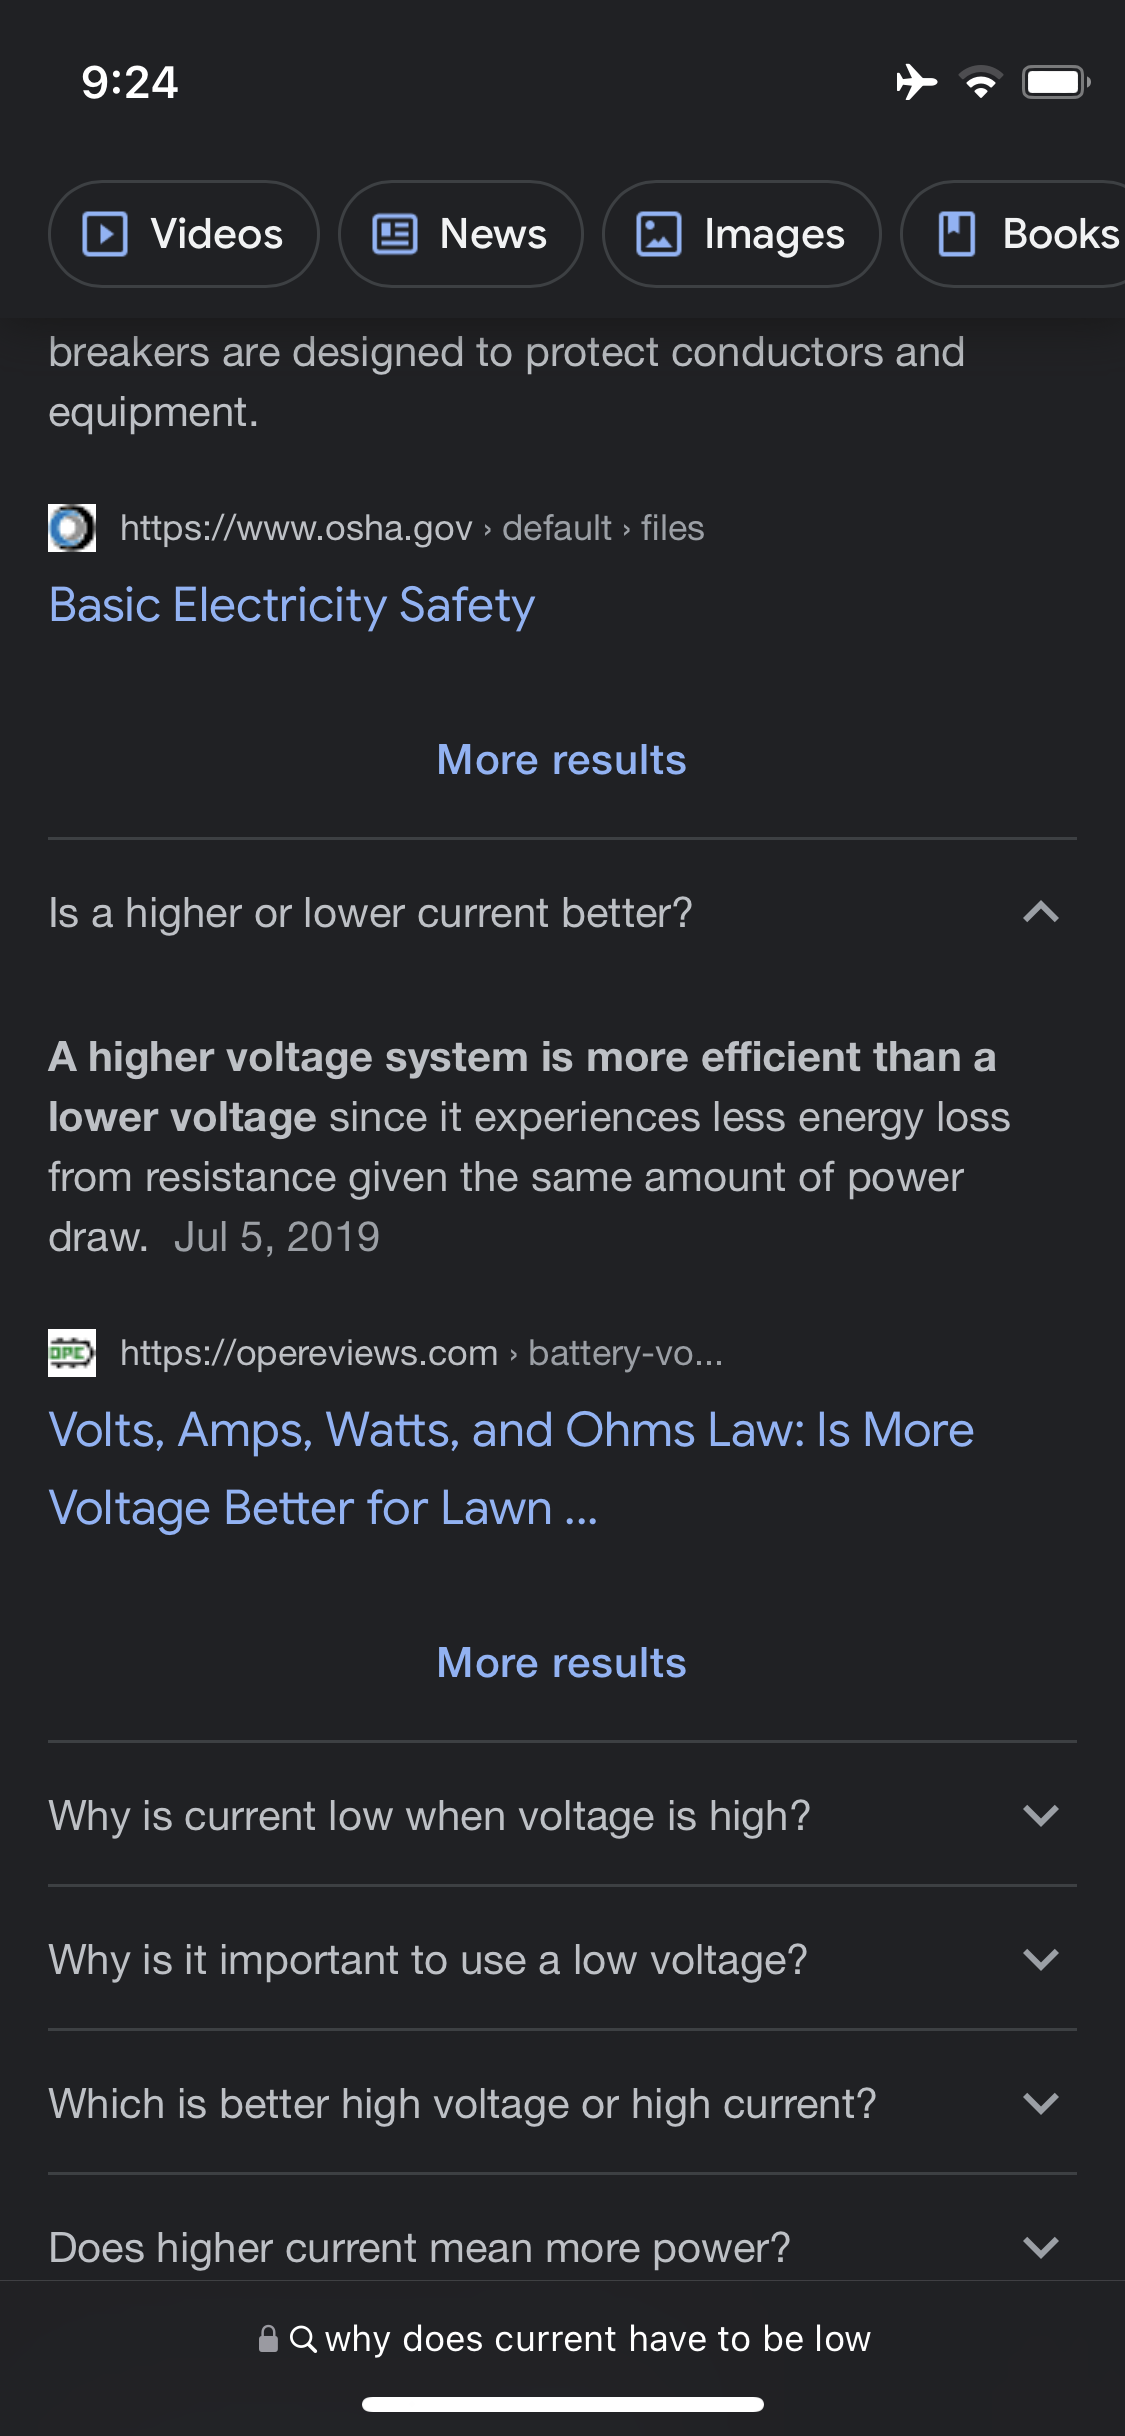 9:24
Videos
News
Images
Books
breakers are designed to protect conductors and
equipment.
https://www.osha.gov › default › files
Basic Electricity Safety
More results
Is a higher or lower current better?
A higher voltage system is more efficient than a
lower voltage since it experiences less energy loss
from resistance given the same amount of power
draw. Jul 5, 2019
OPE
https://opereviews.com › battery-vo...
Volts, Amps, Watts, and Ohms Law: Is More
Voltage Better for Lawn ...
More results
Why is current low when voltage is high?
Why is it important to use a low voltage?
Which is better high voltage or high current?
Does higher current mean more power?
why does current have to be low